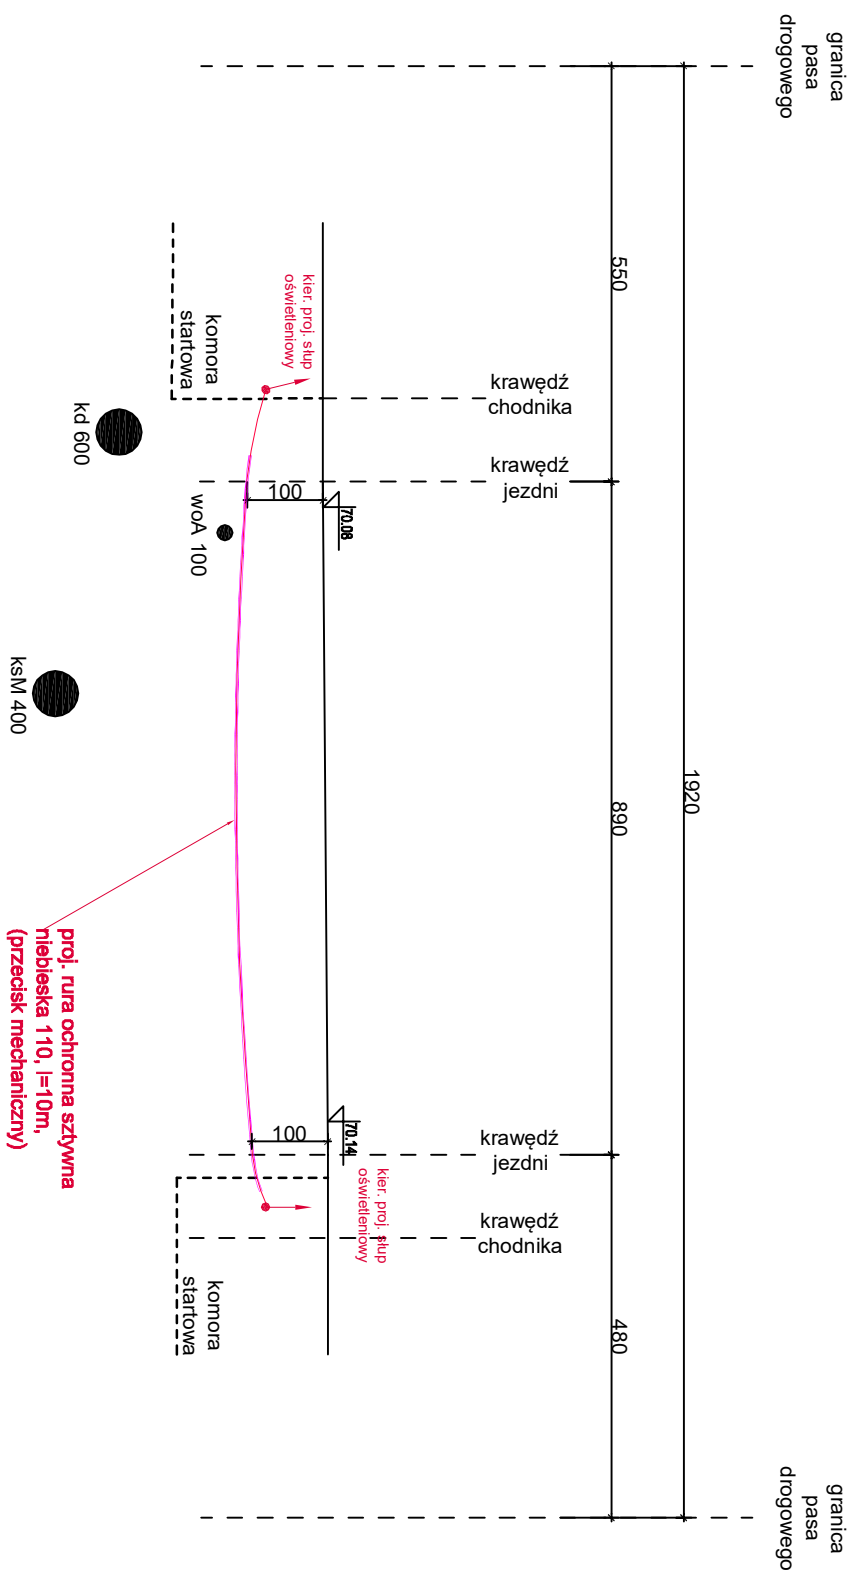 granica
pasa
drogowego
550
1920
890
480
granica
pasa
drogowego
krawędź
chodnika
krawędź
jezdni
krawędź
jezdni
krawędź
chodnika
kier. proj. słup
oświetleniowy
komora
startowa
kd 600
100
70.08
woA 100
ksM 400
100
70.14
kier. proj. słup
oświetleniowy
komora
startowa
proj. rura ochronna sztywna
niebieska 110, l=10m,
(przecisk mechaniczny)